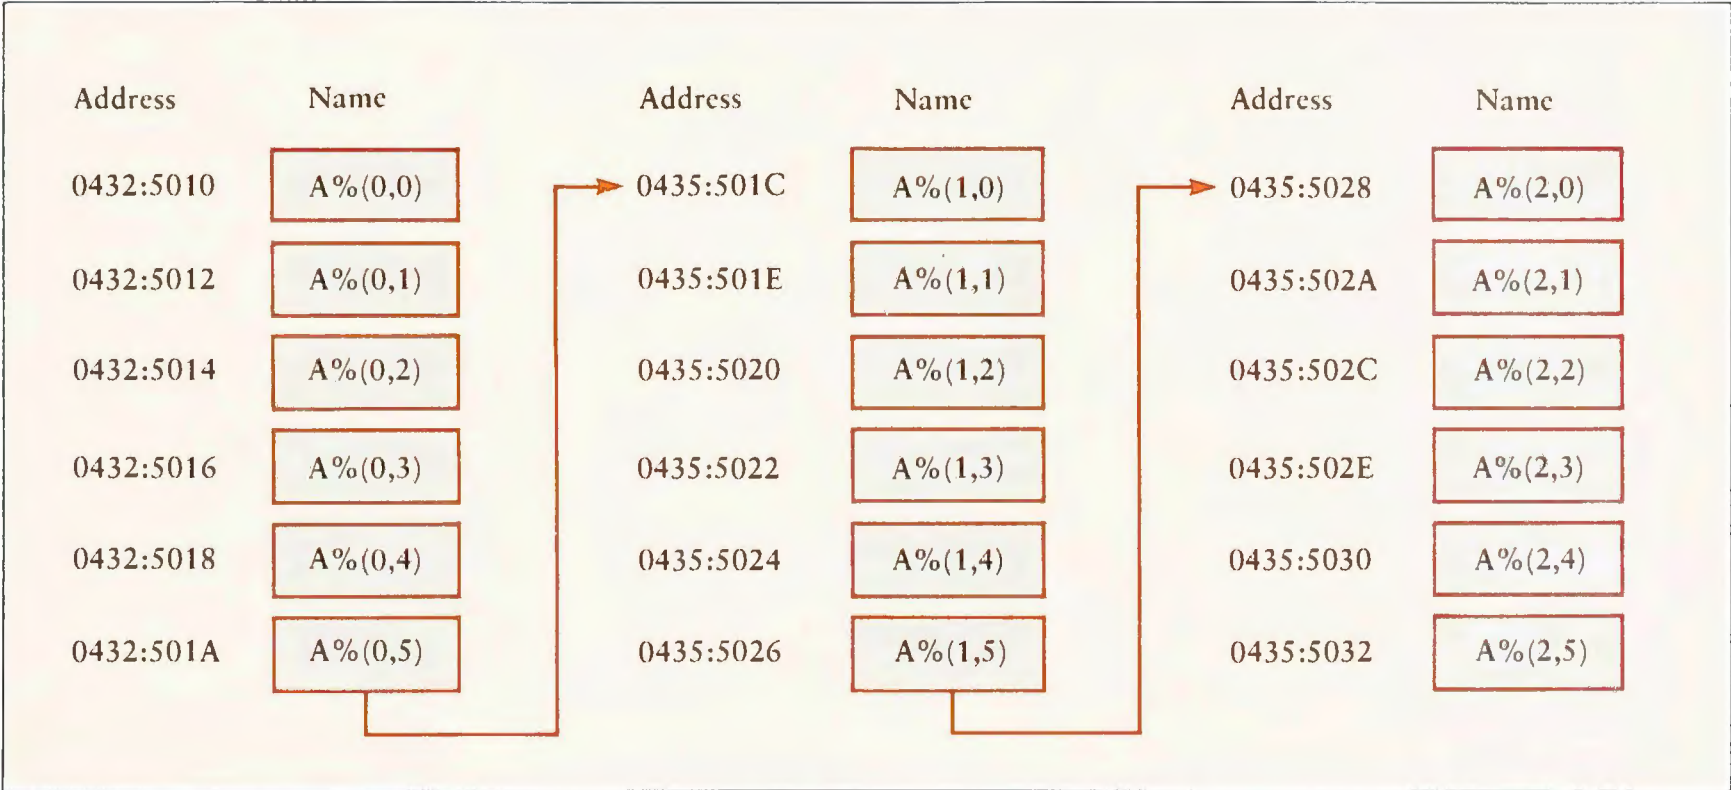 Address Name Address Name Address Name
0432:5010 A%(0,0) 0435:501C A%(1,0) 0435:5028 A%(2,0)
0432:5012 A%(0,1) 0435:501E A%(1,1) 0435:502A A%(2,1)
0432:5014 A%(0,2) 0435:5020 A%(1,2) 0435:502C A%(2,2)
0432:5016 A%(0,3) 0435:5022 A%(1,3) 0435:502E A%(2,3)
0432:5018 A%(0,4) 0435:5024 A%(1,4) 0435:5030 A%(2,4)
0432:501A A%(0,5) 0435:5026 A%(1,5) 0435:5032 A%(2,5)